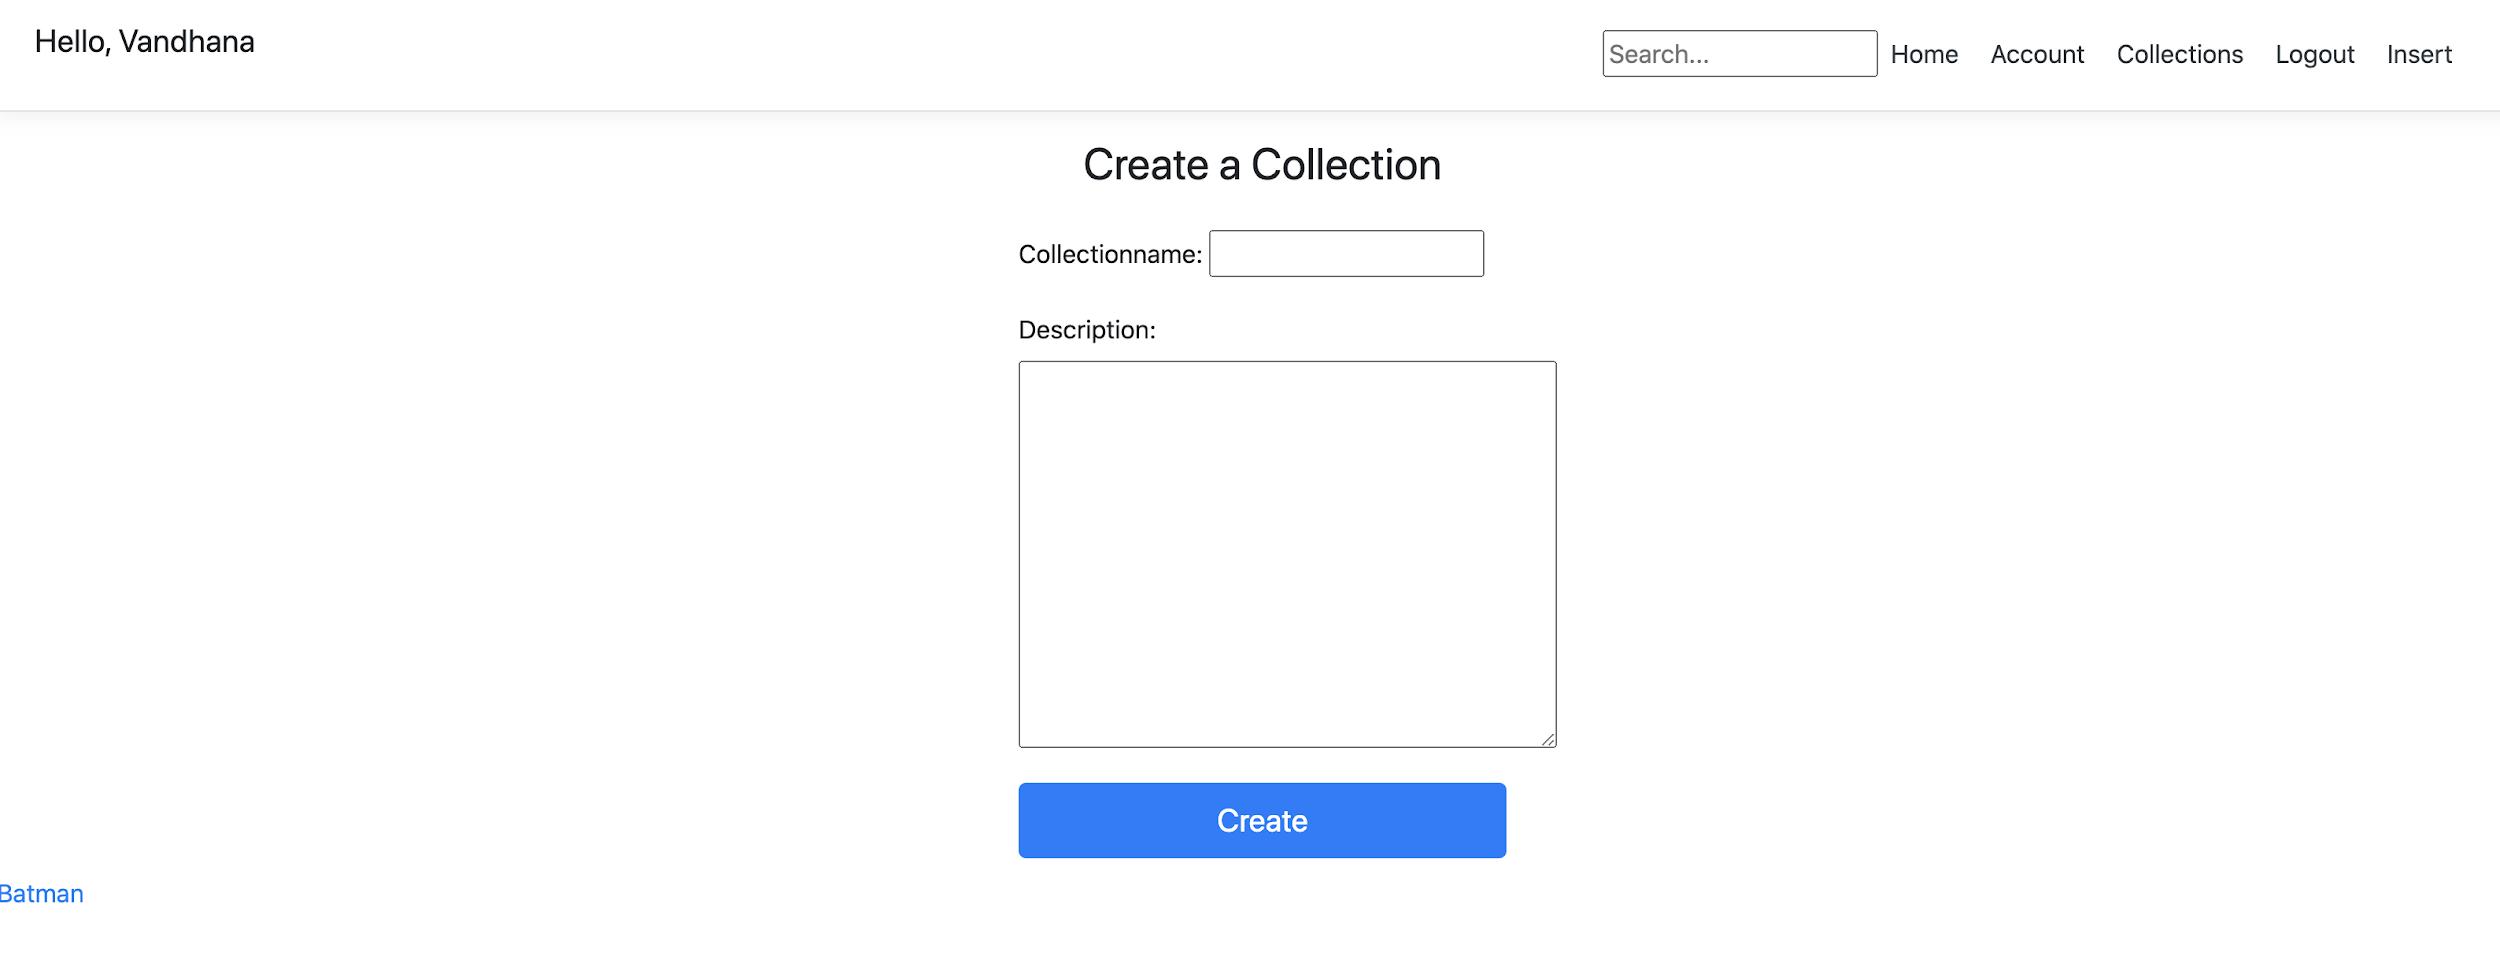 Hello, Vandhana
Search... Home Account Collections Logout Insert
Create a Collection
Collectionname:
Description:
Create
Batman